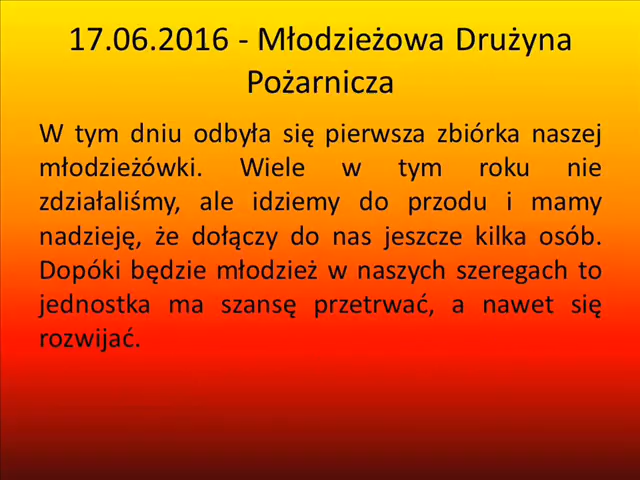 17.06.2016 - Młodzieżowa Drużyna
Pożarnicza
W tym dniu odbyła się pierwsza zbiórka naszej
młodzieżówki. Wiele w tym roku nie
zdziałaliśmy, ale idziemy do przodu i mamy
nadzieję, że dołączy do nas jeszcze kilka osób.
Dopóki będzie młodzież w naszych szeregach to
jednostka ma szansę przetrwać, a nawet się
rozwijać.